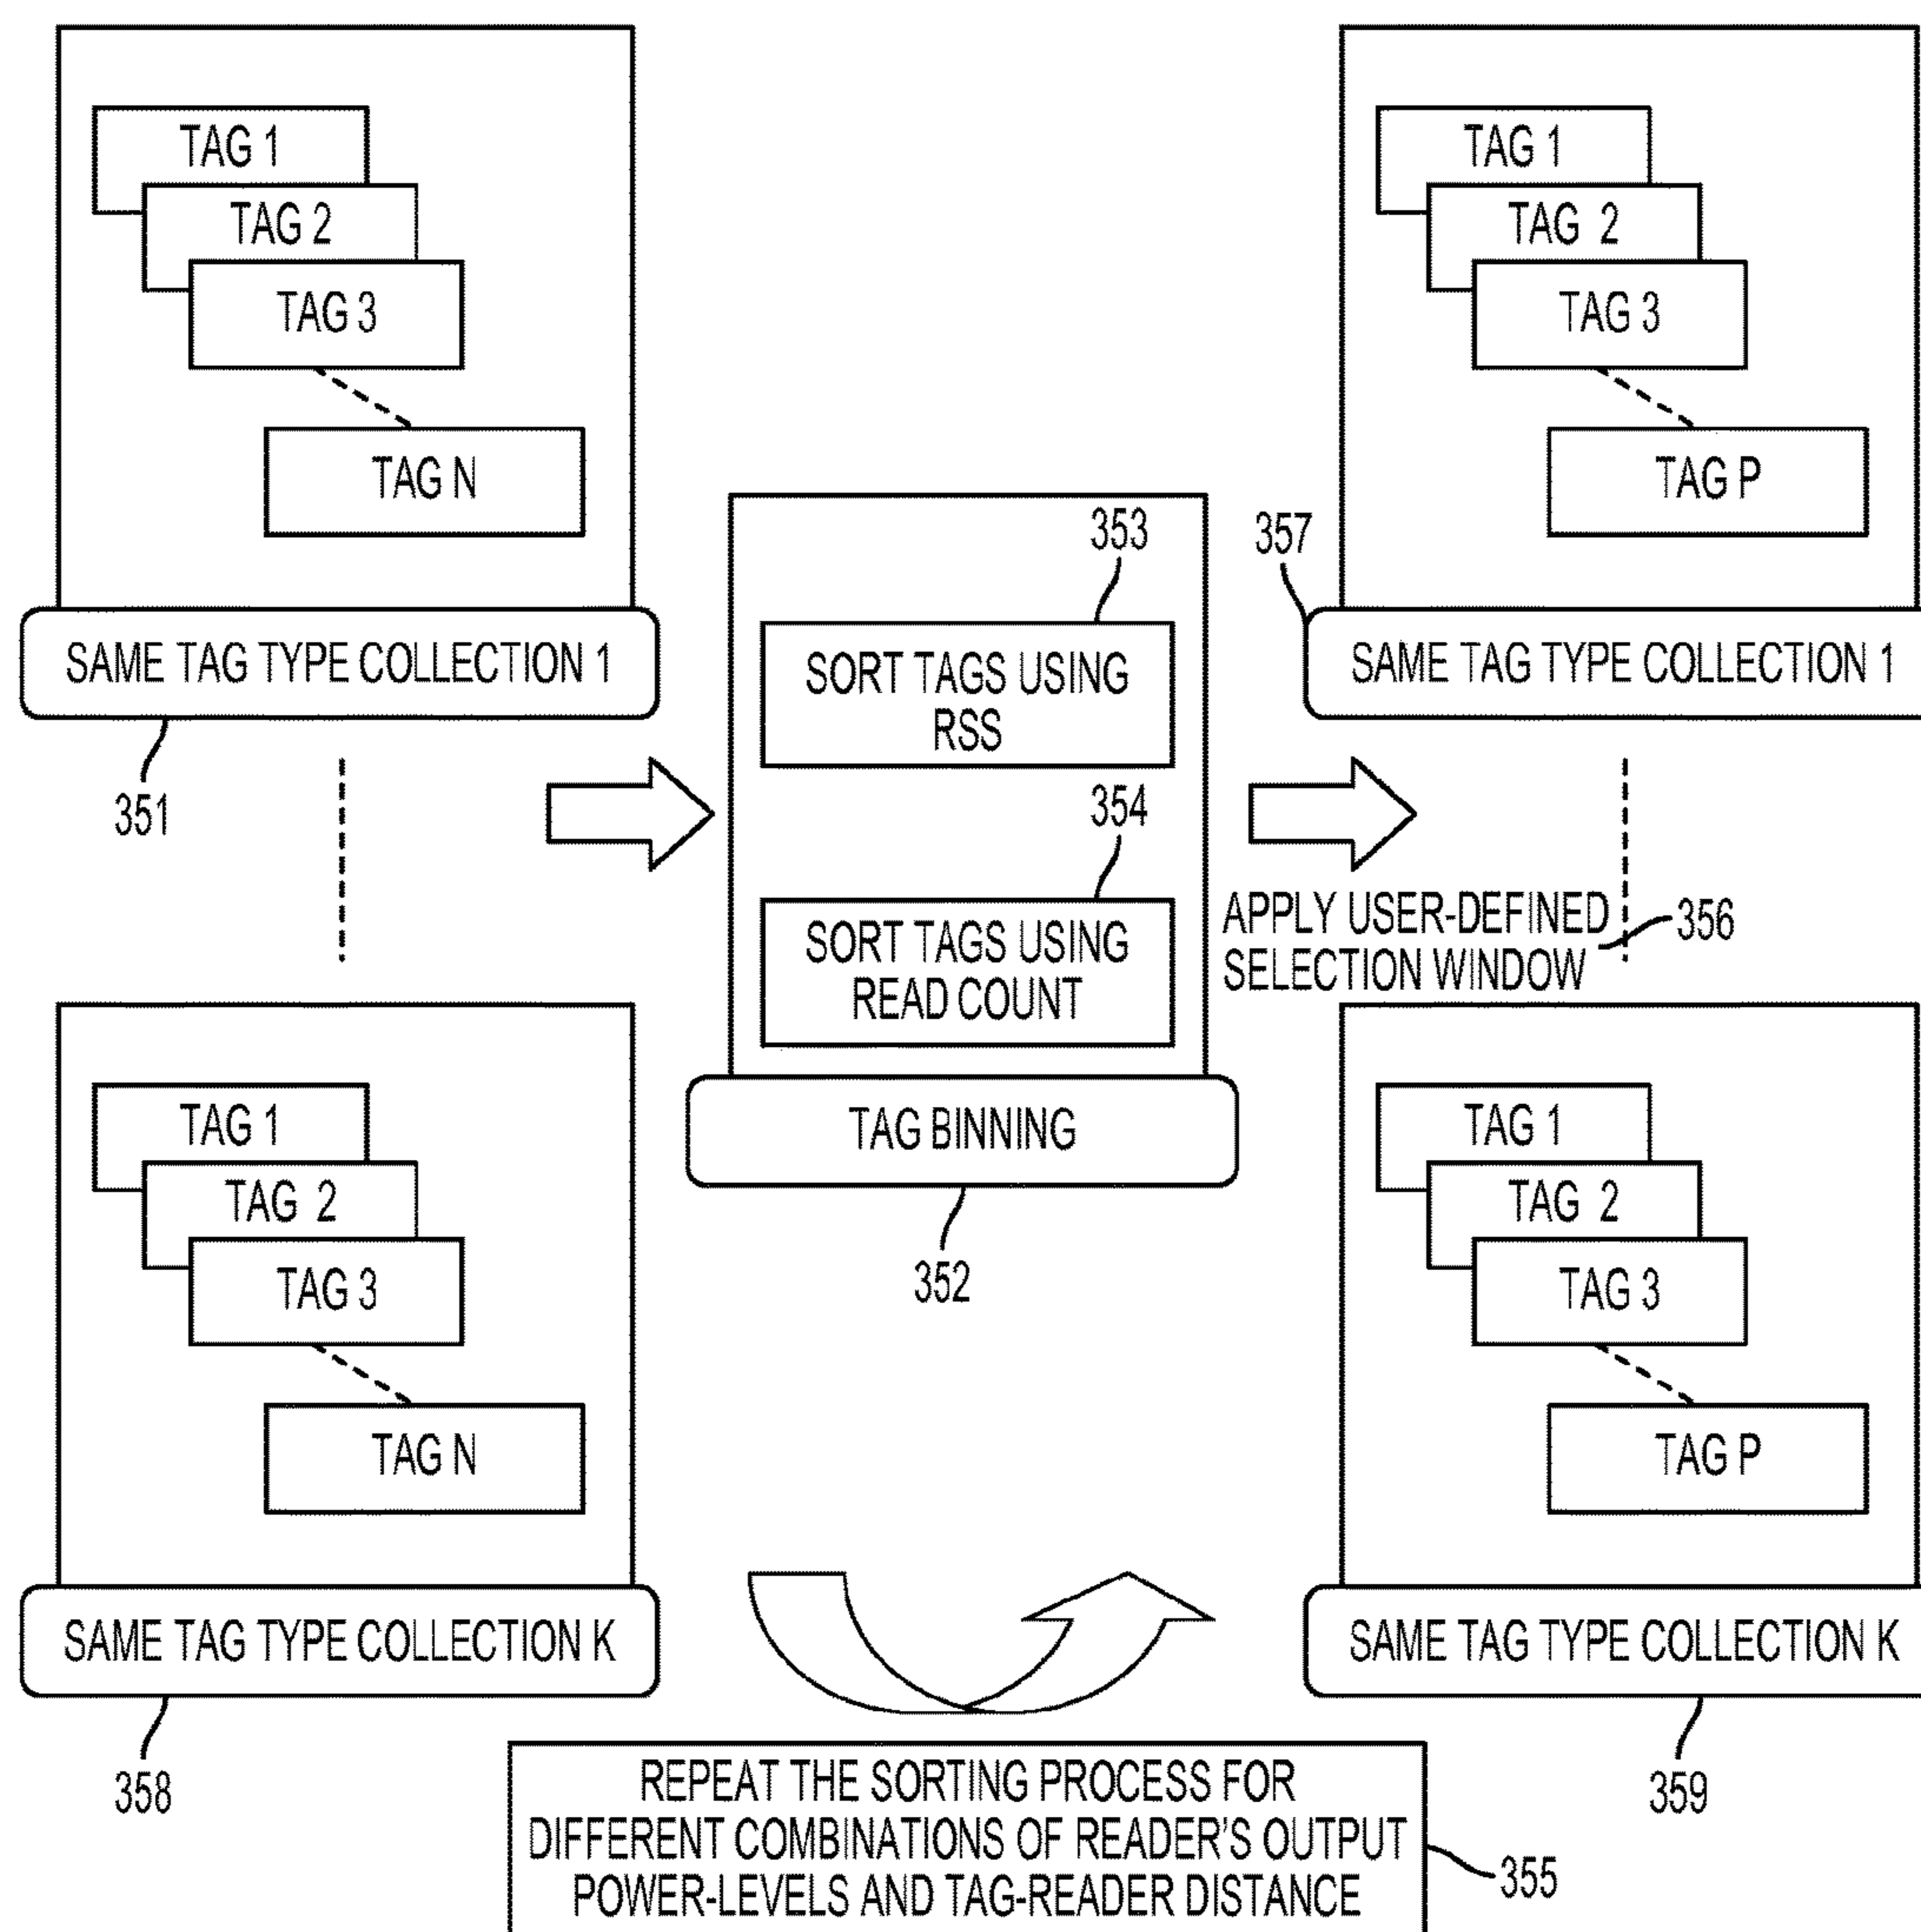 TAG 1
TAG 2
TAG 3
TAG N
SAME TAG TYPE COLLECTION 1
351
TAG 1
TAG 2
TAG 3
TAG N
SAME TAG TYPE COLLECTION K
358
353
SORT TAGS USING
RSS
354
SORT TAGS USING
READ COUNT
TAG BINNING
352
REPEAT THE SORTING PROCESS FOR
DIFFERENT COMBINATIONS OF READER'S OUTPUT
POWER-LEVELS AND TAG-READER DISTANCE
355
TAG 1
TAG 2
TAG 3
TAG P
357
SAME TAG TYPE COLLECTION 1
APPLY USER-DEFINED
SELECTION WINDOW
356
TAG 1
TAG 2
TAG 3
TAG P
SAME TAG TYPE COLLECTION K
359